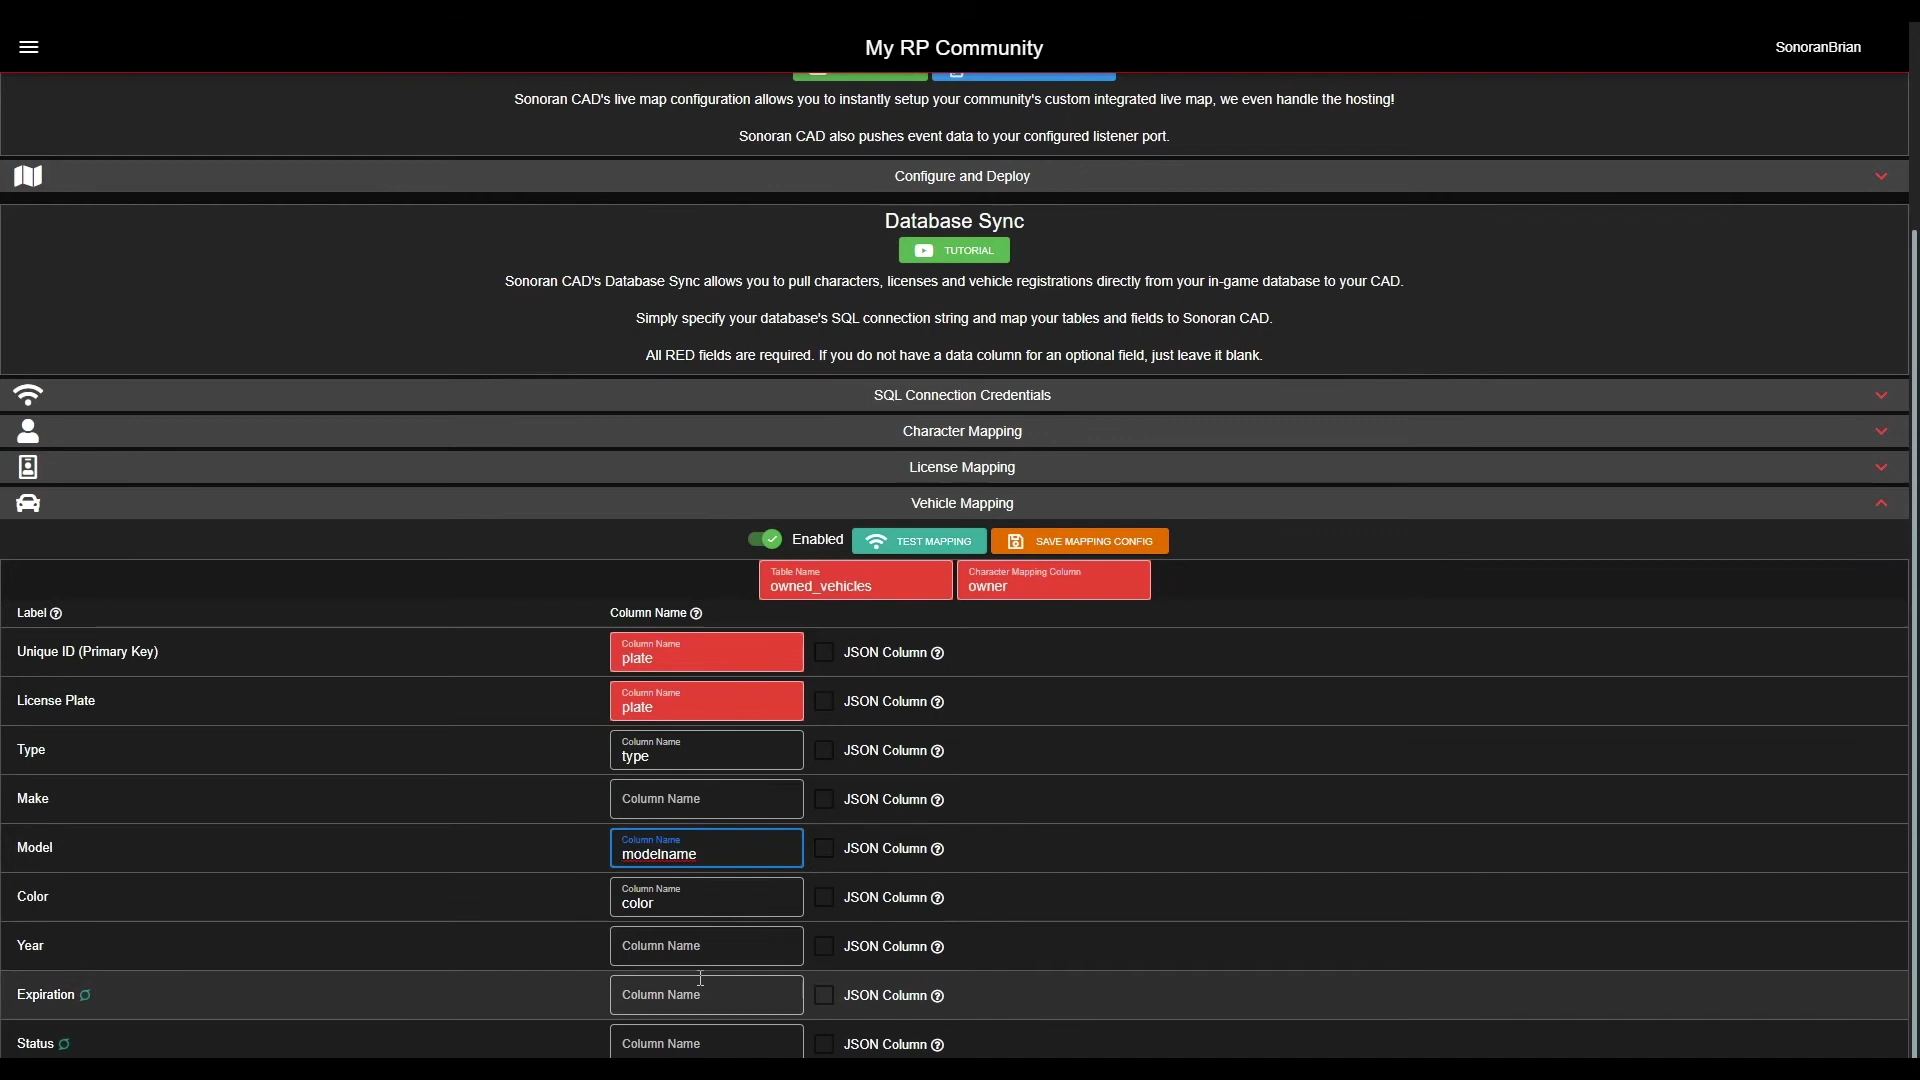 My RP Community
SonoranBrian
Sonoran CAD's live map configuration allows you to instantly setup your community's custom integrated live map, we even handle the hosting!
Sonoran CAD also pushes event data to your configured listener port.
Configure and Deploy
Database Sync
TUTORIAL
Sonoran CAD's Database Sync allows you to pull characters, licenses and vehicle registrations directly from your in-game database to your CAD.
Simply specify your database's SQL connection string and map your tables and fields to Sonoran CAD.
All RED fields are required. If you do not have a data column for an optional field, just leave it blank.
SQL Connection Credentials
Character Mapping
License Mapping
Vehicle Mapping
Enabled
TEST MAPPING
SAVE MAPPING CONFIG
Table Name
owned_vehicles
Character Mapping Column
owner
Label
Column Name
Unique ID (Primary Key)
Column Name
plate
JSON Column
License Plate
Column Name
plate
JSON Column
Type
Column Name
type
JSON Column
Make
Column Name
JSON Column
Model
Column Name
modelname
JSON Column
Color
Column Name
color
JSON Column
Year
Column Name
JSON Column
Expiration
Column Name
JSON Column
Status
Column Name
JSON Column